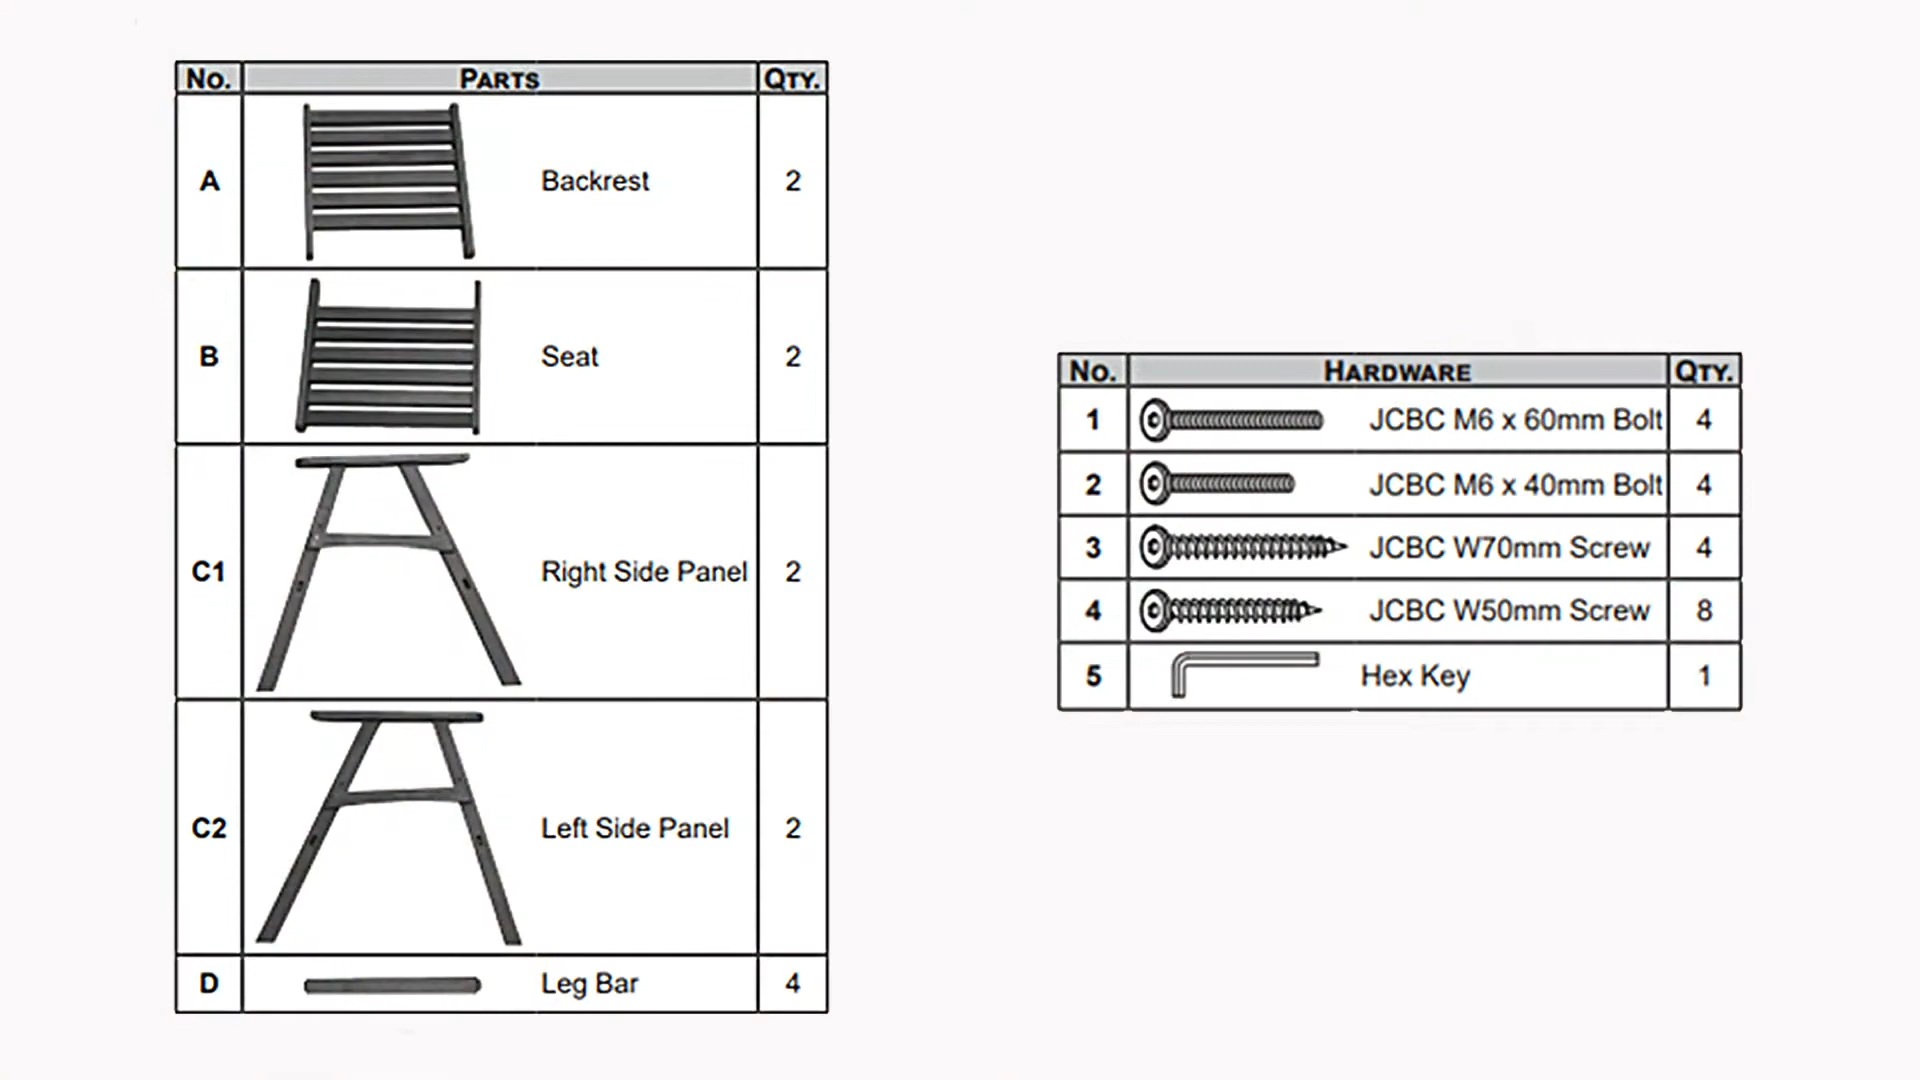 No. PARTS QTY.
A Backrest 2
B Seat 2
C1 Right Side Panel 2
C2 Left Side Panel 2
D Leg Bar 4
No. HARDWARE QTY.
1 JCBC M6 x 60mm Bolt 4
2 JCBC M6 x 40mm Bolt 4
3 JCBC W70mm Screw 4
4 JCBC W50mm Screw 8
5 Hex Key 1